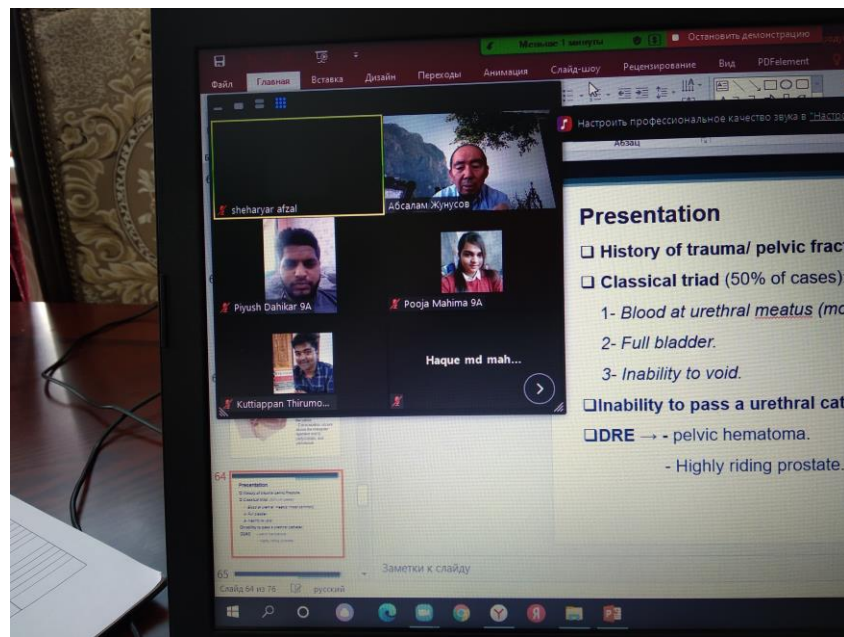 Меньше 1 минуты
Остановить демонстрацию
Файл Главная Вставка Дизайн Переходы Анимация Слайд-шоу Рецензирование Вид PDFelement
Настроить профессиональное качество звука в "Настро
Абзац
sheharyar afzal
Абсалам Жунусов
Piyush Dahikar 9A
Pooja Mahima 9A
Kuttiappan Thirumo...
Haque md mah...
Presentation
History of trauma/ pelvic frac
Classical triad (50% of cases)
1- Blood at urethral meatus (mo
2- Full bladder.
3- Inability to void.
Inability to pass a urethral cat
DRE → - pelvic hematoma.
- Highly riding prostate.
64
Presentation
65
Заметки к слайду
Слайд 64 из 76 русский